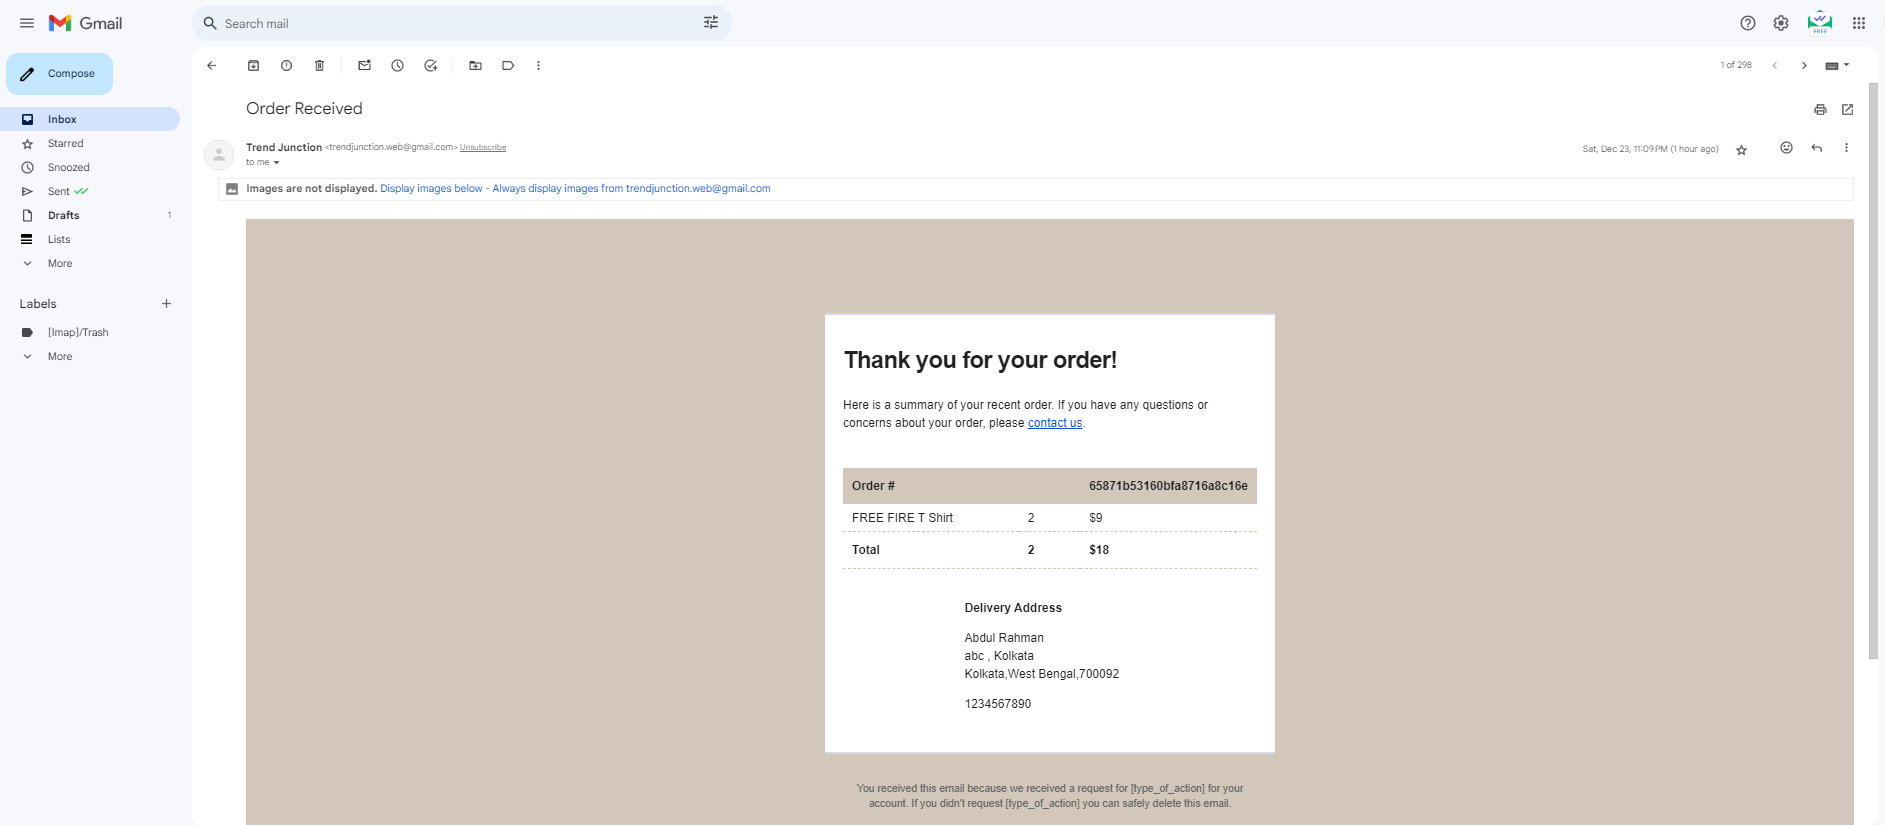 Gmail
Search mail
FREE
Compose
1 of 298
Inbox
Starred
Snoozed
Sent
Drafts 1
Lists
More
Labels
[Imap]/Trash
More
Order Received
Trend Junction <trendjunction.web@gmail.com> Unsubscribe
Sat, Dec 23, 11:09 PM (1 hour ago)
to me
Images are not displayed. Display images below - Always display images from trendjunction.web@gmail.com
Thank you for your order!
Here is a summary of your recent order. If you have any questions or
concerns about your order, please contact us.
Order # 65871b53160bfa8716a8c16e
FREE FIRE T Shirt 2 $9
Total 2 $18
Delivery Address
Abdul Rahman
abc , Kolkata
Kolkata,West Bengal,700092
1234567890
You received this email because we received a request for [type_of_action] for your
account. If you didn't request [type_of_action] you can safely delete this email.